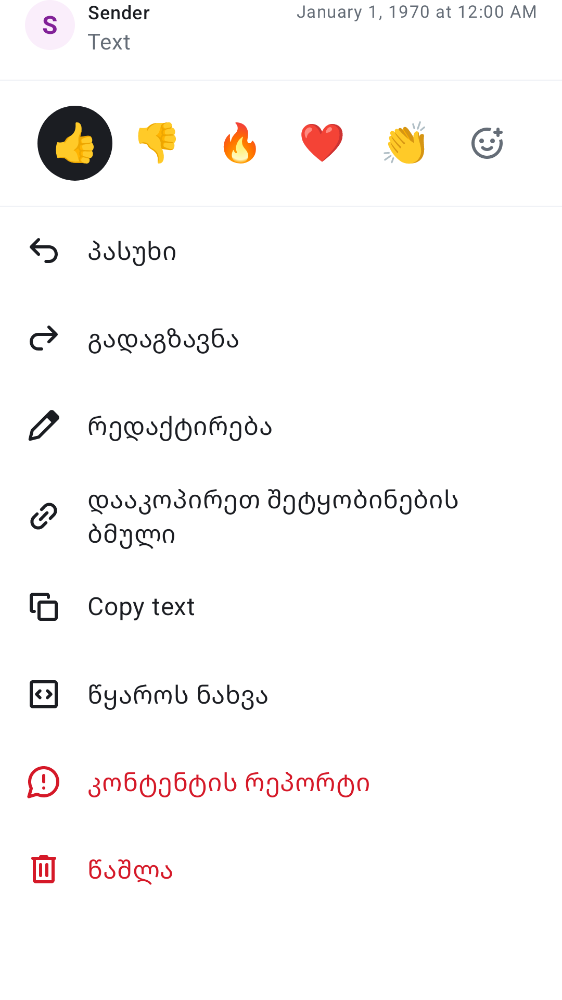 S
Sender
January 1, 1970 at 12:00 AM
Text
პასუხი
გადაგზავნა
რედაქტირება
დააკოპირეთ შეტყობინების
ბმული
Copy text
წყაროს ნახვა
კონტენტის რეპორტი
წაშლა